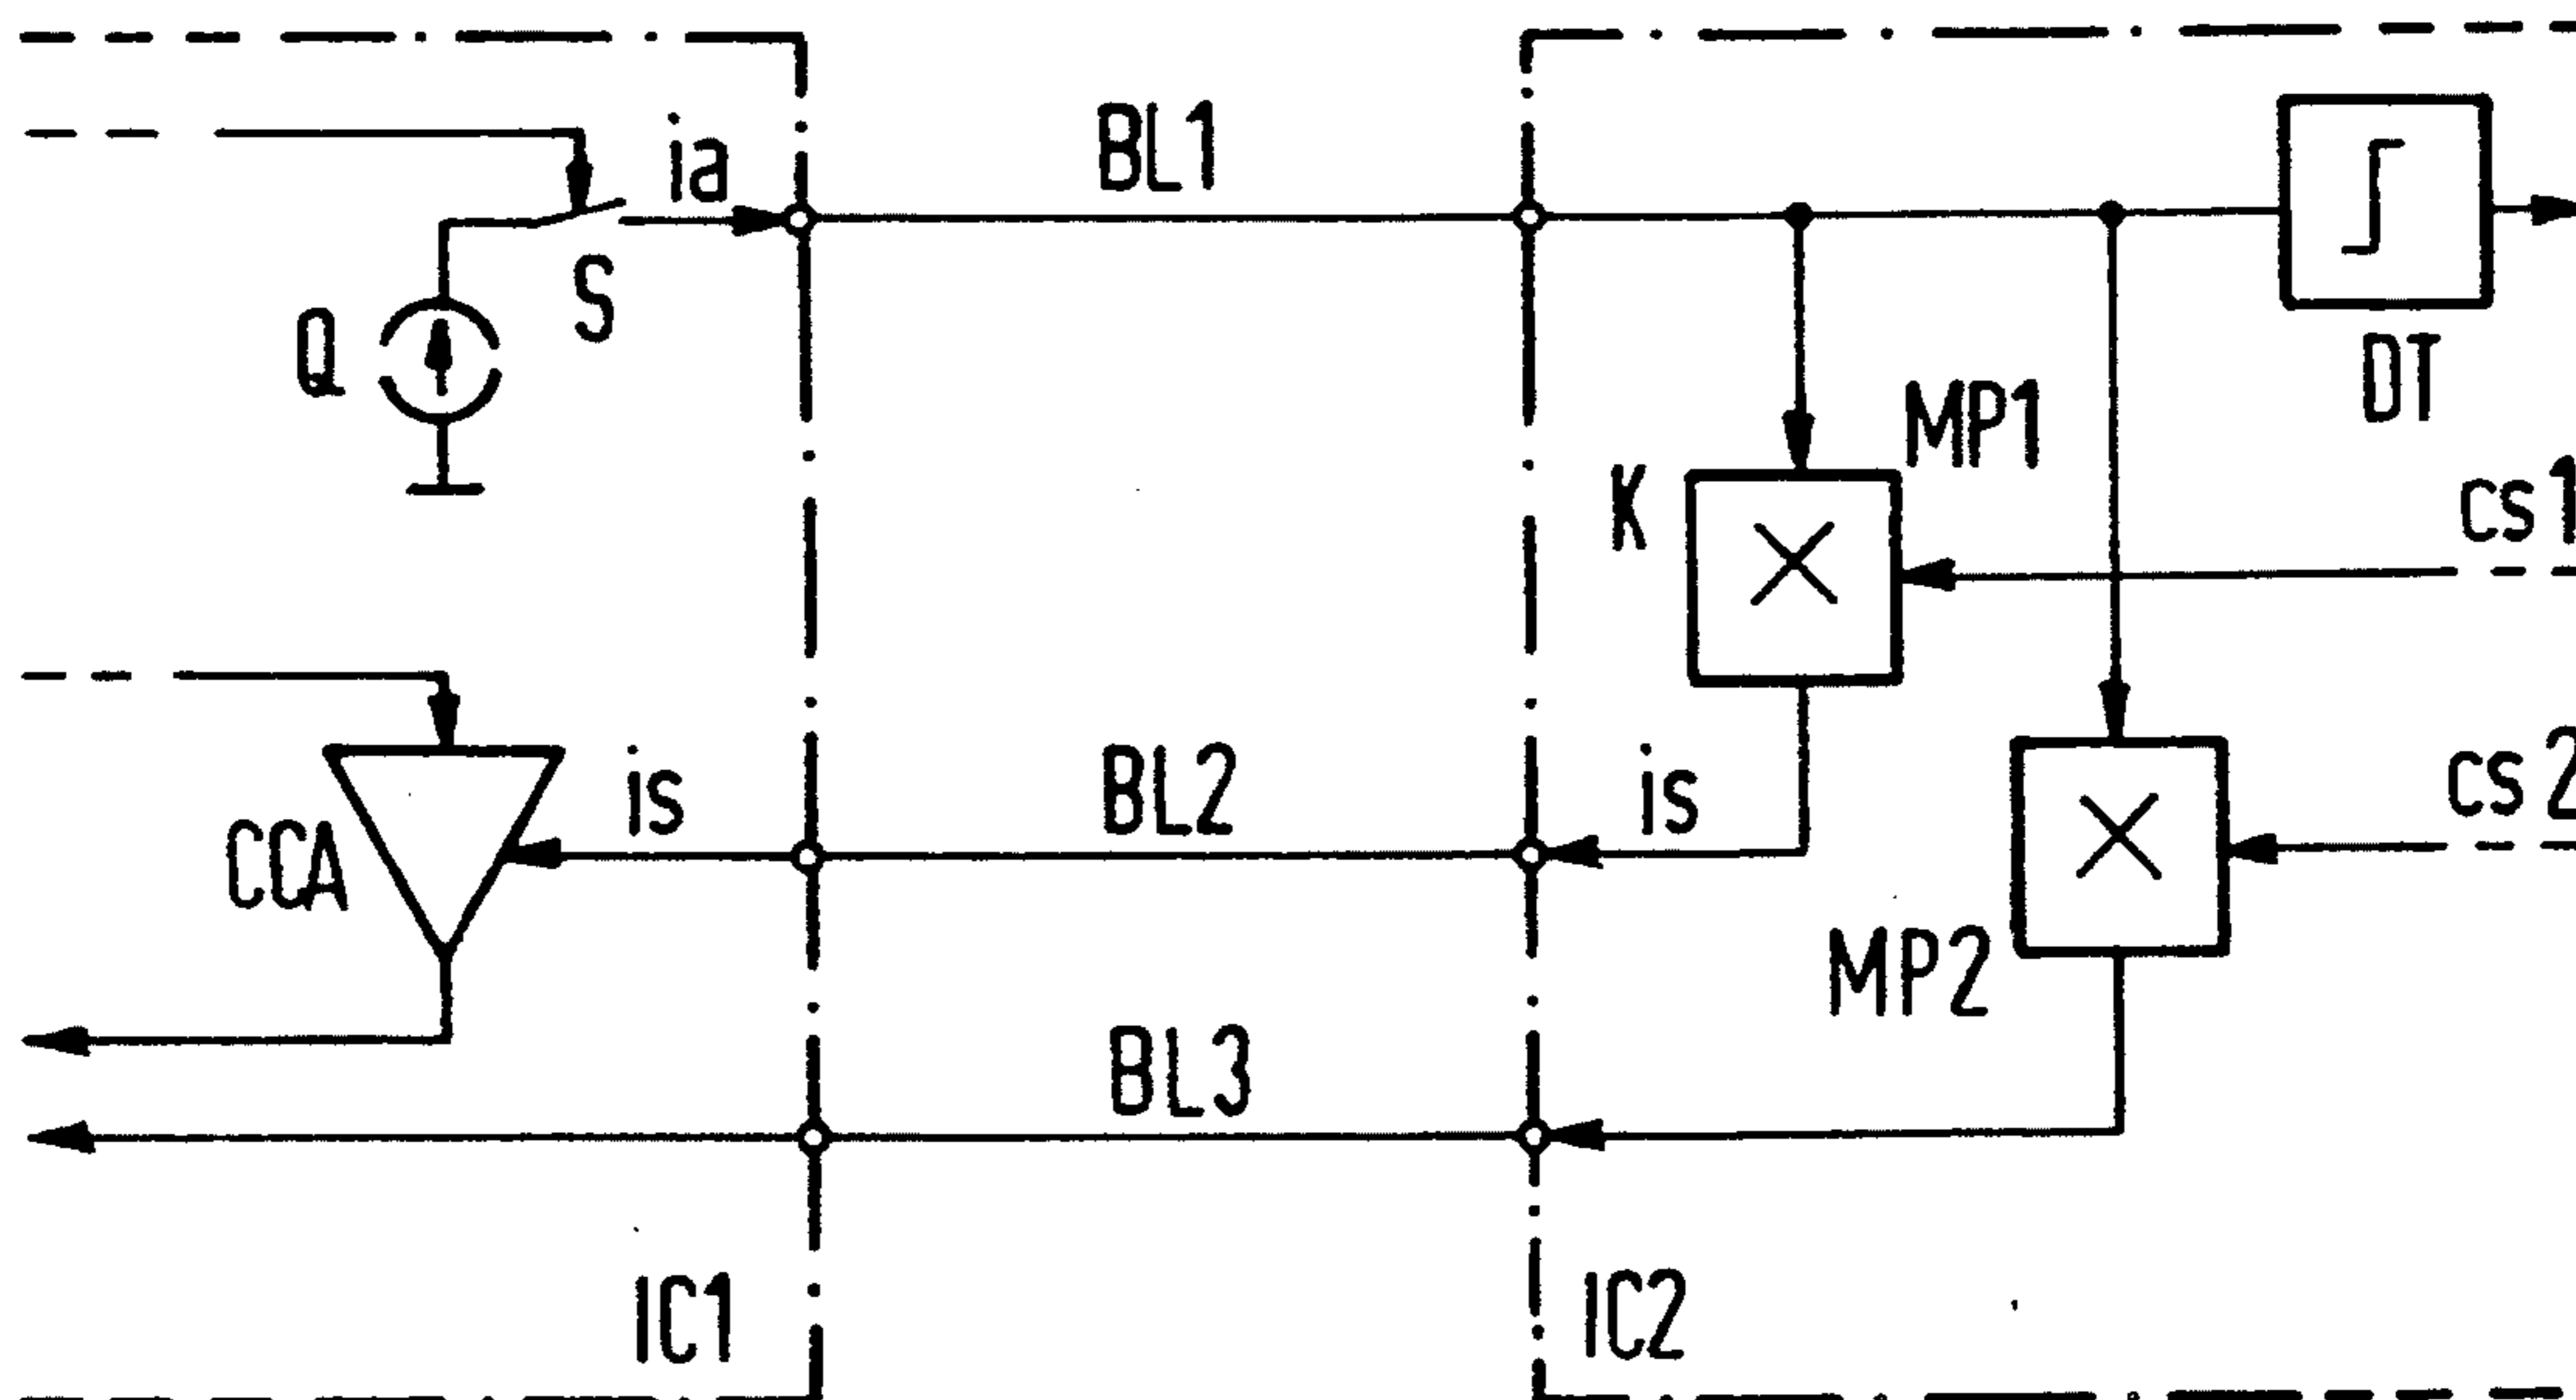 ia
BL1
S
Q
DT
MP1
K
cs1
is
BL2
is
cs2
CCA
MP2
BL3
IC1
IC2